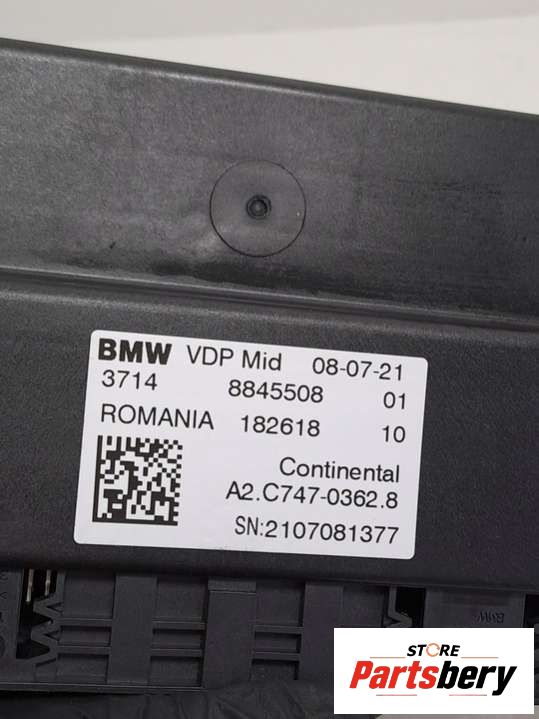 BMW VDP Mid 08-07-21
3714 8845508 01
ROMANIA 182618 10
Continental
A2.C747-0362.8
SN:2107081377
BMW
STORE
Partsbery